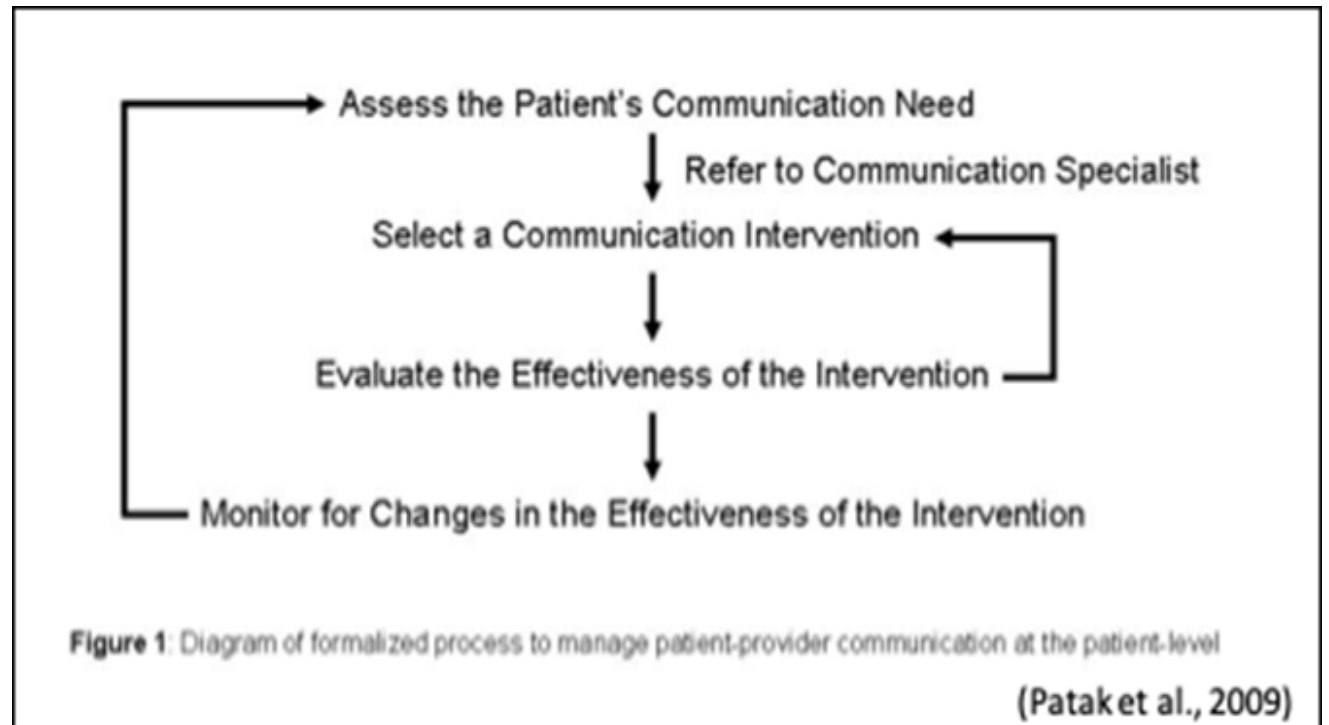 Assess the Patient's Communication Need
Refer to Communication Specialist
Select a Communication Intervention
Evaluate the Effectiveness of the Intervention
Monitor for Changes in the Effectiveness of the Intervention
Figure 1: Diagram of formalized process to manage patient-provider communication at the patient-level
(Patak et al., 2009)